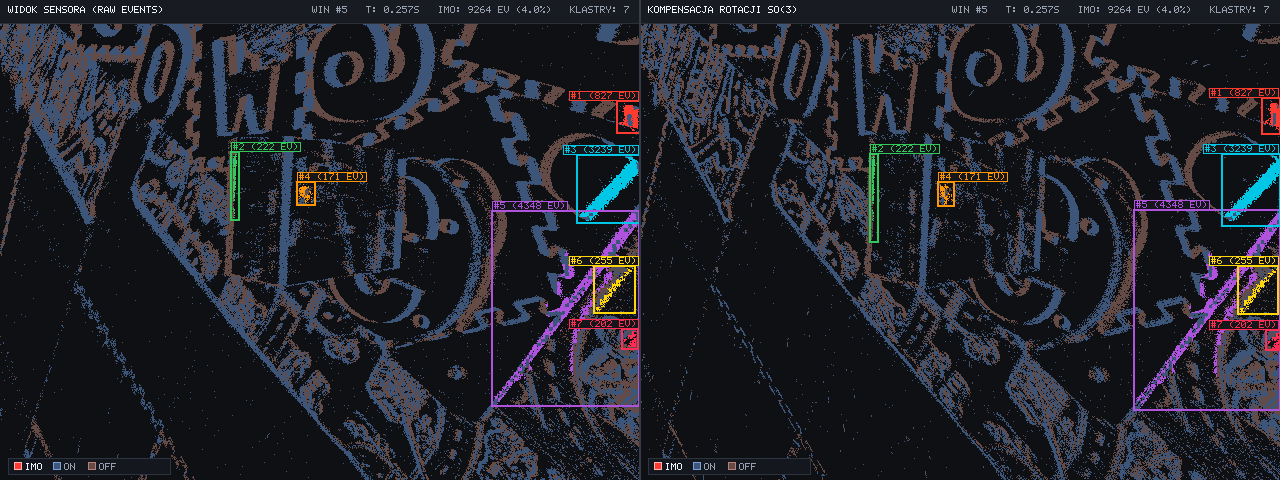 WIDOK SENSORA (RAW EVENTS) WIN #5 T: 0.257S IMO: 9264 EV (4.0%) KLASTRY: 7
#1 (827 EV)
#2 (222 EV)
#3 (3239 EV)
#4 (171 EV)
#5 (4348 EV)
#6 (255 EV)
#7 (202 EV)
IMO ON OFF
KOMPENSACJA ROTACJI SO(3) WIN #5 T: 0.257S IMO: 9264 EV (4.0%) KLASTRY: 7
#1 (827 EV)
#2 (222 EV)
#3 (3239 EV)
#4 (171 EV)
#5 (4348 EV)
#6 (255 EV)
#7 (202 EV)
IMO ON OFF